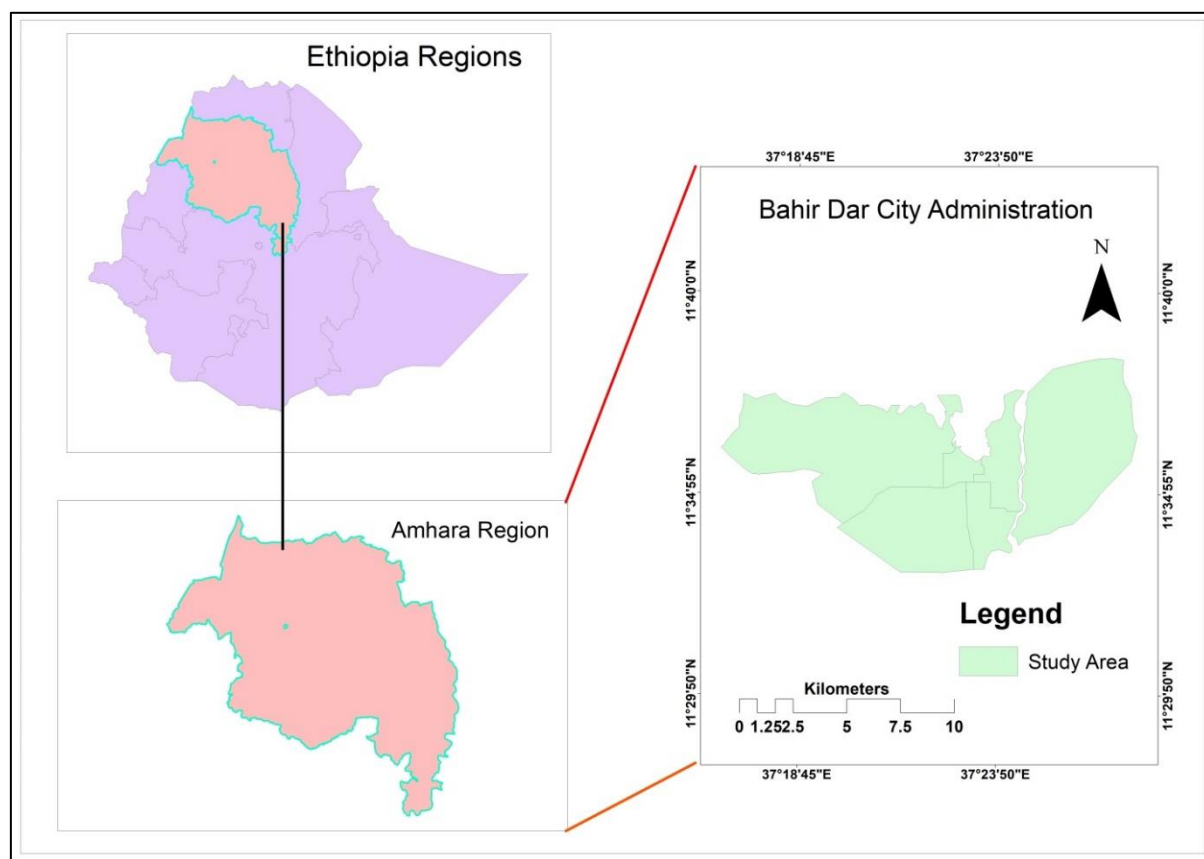 Ethiopia Regions
Amhara Region
37°18'45"E 37°23'50"E
Bahir Dar City Administration
N
11°40'0"N 11°40'0"N
11°34'55"N 11°34'55"N
Legend
Study Area
11°29'50"N 11°29'50"N
Kilometers
0 1.252.5 5 7.5 10
37°18'45"E 37°23'50"E